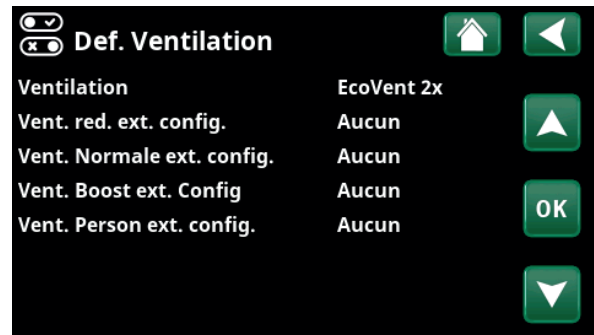 Def. Ventilation
Ventilation EcoVent 2x
Vent. red. ext. config. Aucun
Vent. Normale ext. config. Aucun
Vent. Boost ext. Config Aucun
Vent. Person ext. config. Aucun
OK